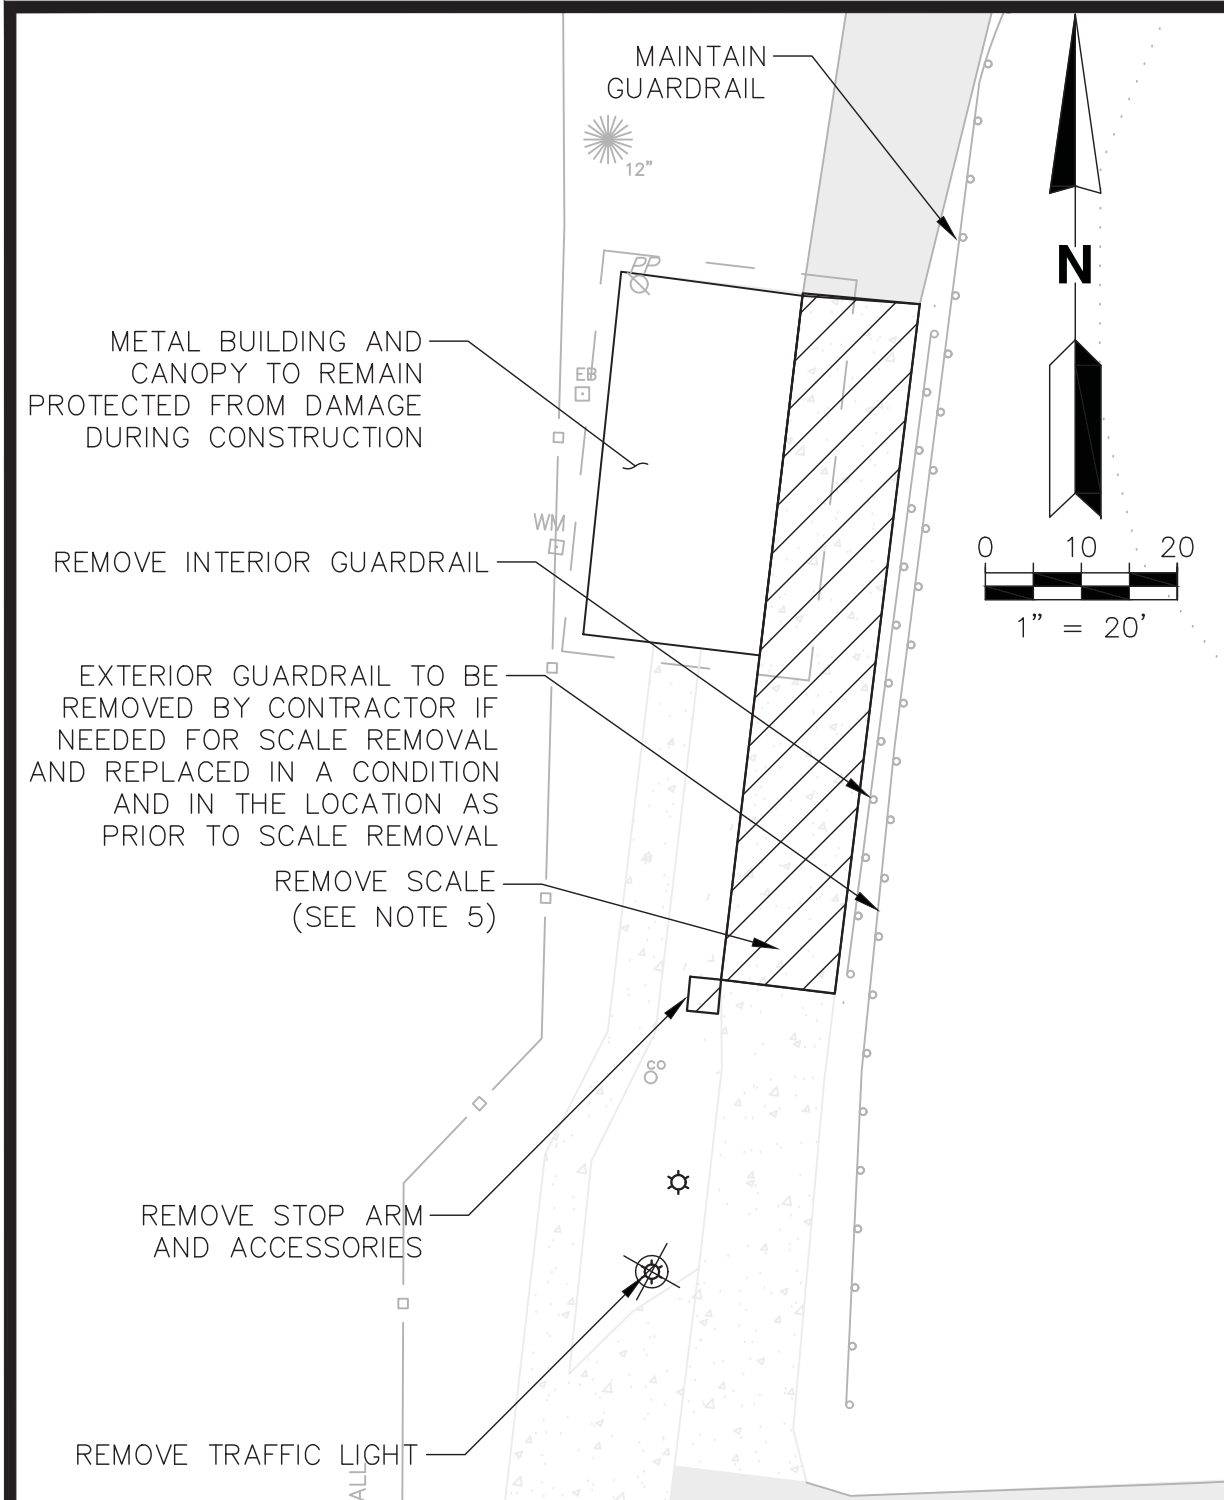 MAINTAIN
GUARDRAIL
12"
N
PP
METAL BUILDING AND
CANOPY TO REMAIN
PROTECTED FROM DAMAGE
DURING CONSTRUCTION
EB
WM
REMOVE INTERIOR GUARDRAIL
0 10 20
1" = 20'
EXTERIOR GUARDRAIL TO BE
REMOVED BY CONTRACTOR IF
NEEDED FOR SCALE REMOVAL
AND REPLACED IN A CONDITION
AND IN THE LOCATION AS
PRIOR TO SCALE REMOVAL
REMOVE SCALE
(SEE NOTE 5)
CO
REMOVE STOP ARM
AND ACCESSORIES
REMOVE TRAFFIC LIGHT